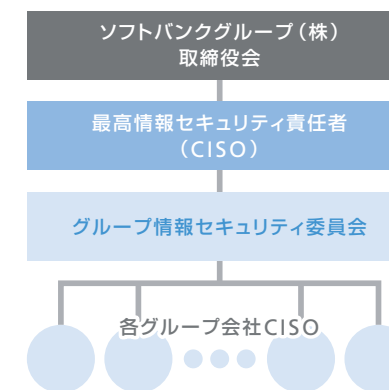 ソフトバンクグループ(株)
取締役会
最高情報セキュリティ責任者
(CISO)
グループ情報セキュリティ委員会
各グループ会社CISO